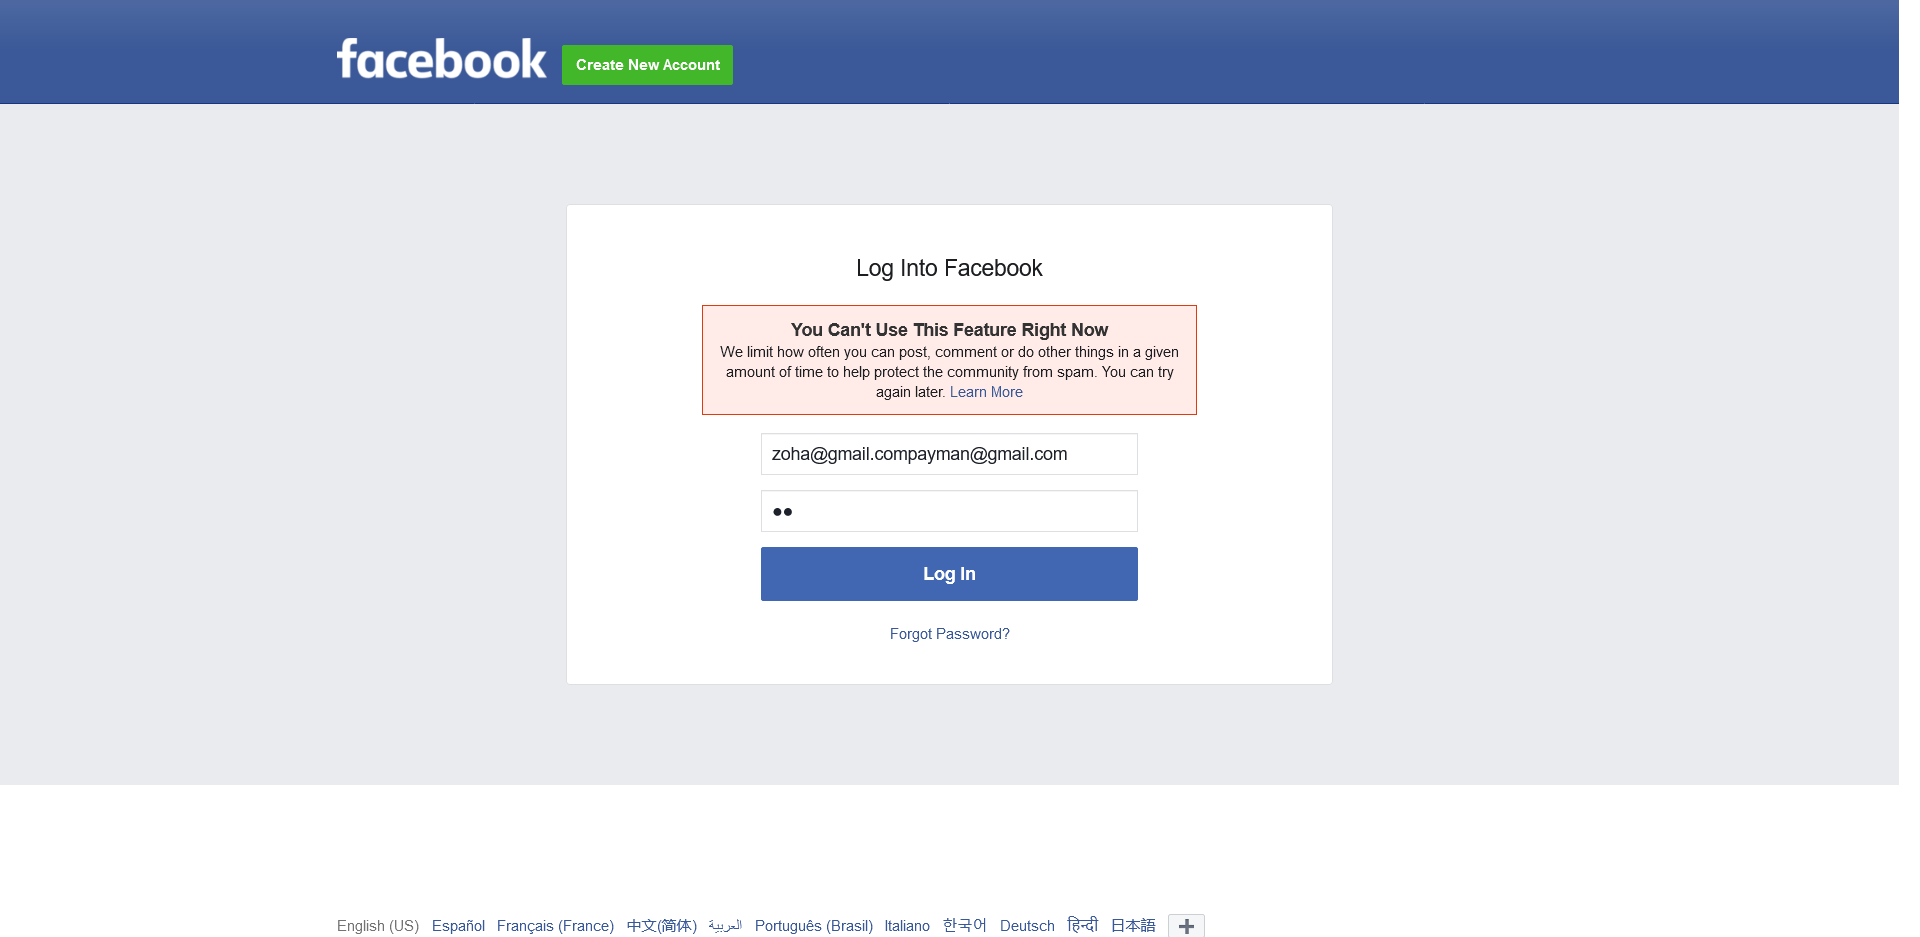 facebook
Create New Account
Log Into Facebook
You Can't Use This Feature Right Now
We limit how often you can post, comment or do other things in a given
amount of time to help protect the community from spam. You can try
again later. Learn More
zoha@gmail.compayman@gmail.com
Log In
Forgot Password?
English (US) Español Français (France) 中文(简体) العربية Português (Brasil) Italiano 한국어 Deutsch हिन्दी 日本語